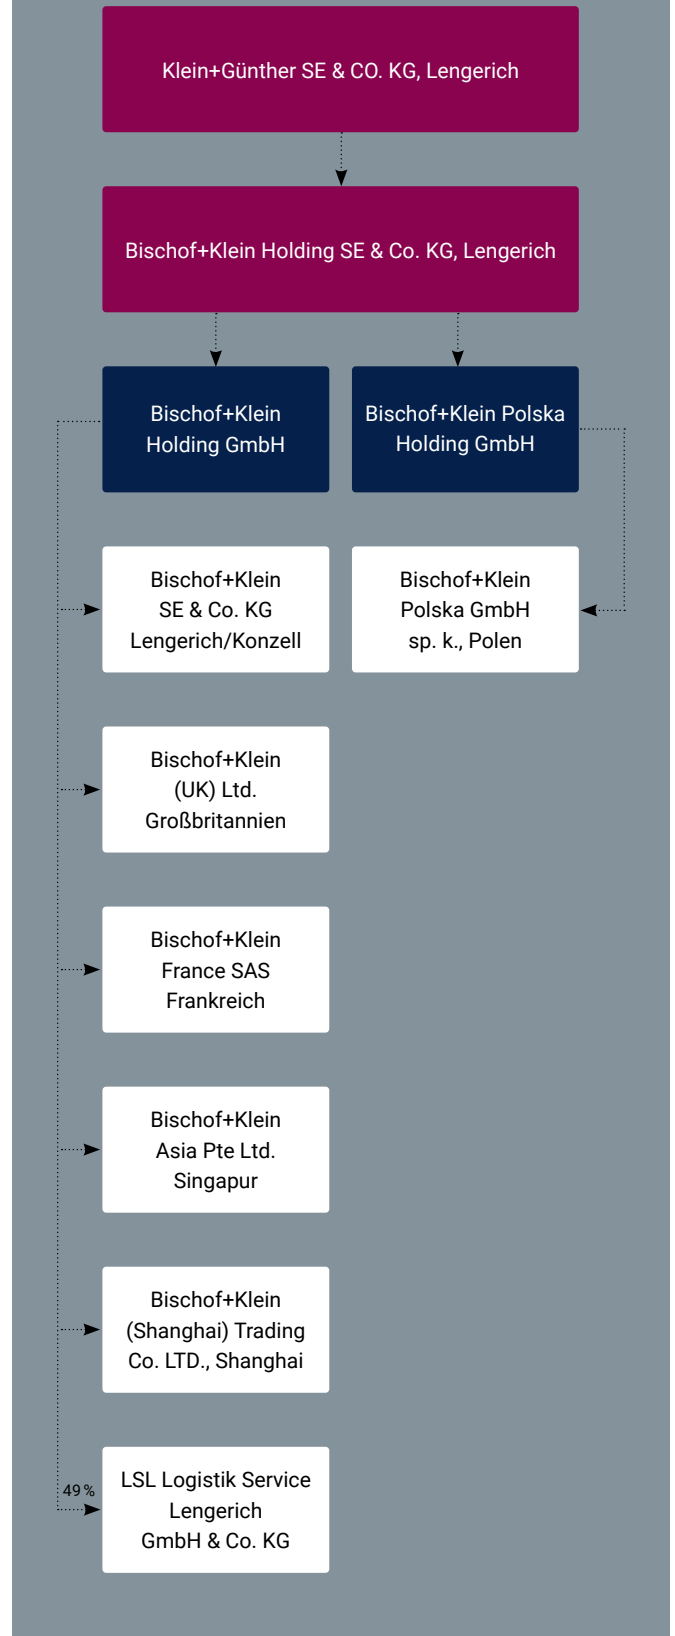 Klein+Günther SE & CO. KG, Lengerich
Bischof+Klein Holding SE & Co. KG, Lengerich
Bischof+Klein
Holding GmbH
Bischof+Klein Polska
Holding GmbH
Bischof+Klein
SE & Co. KG
Lengerich/Konzell
Bischof+Klein
Polska GmbH
sp. k., Polen
Bischof+Klein
(UK) Ltd.
Großbritannien
Bischof+Klein
France SAS
Frankreich
Bischof+Klein
Asia Pte Ltd.
Singapur
Bischof+Klein
(Shanghai) Trading
Co. LTD., Shanghai
49 %
LSL Logistik Service
Lengerich
GmbH & Co. KG